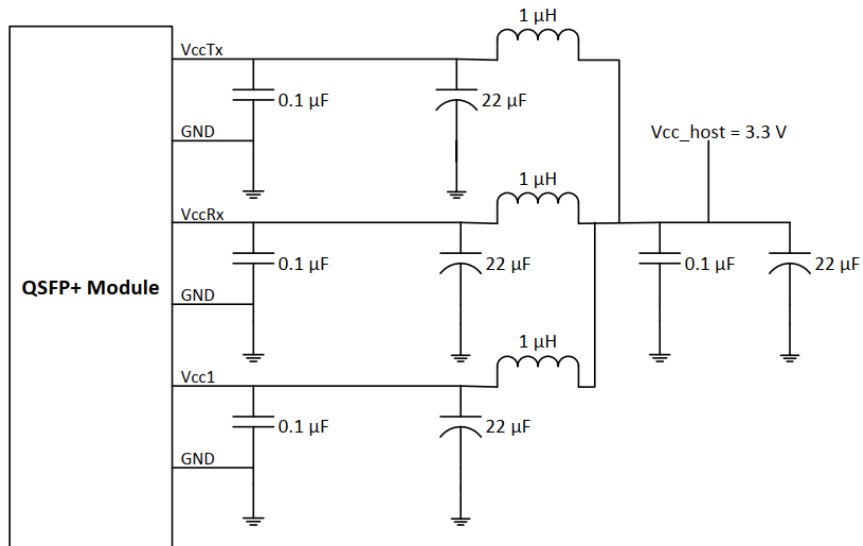 1 µH
VccTx
0.1 µF
22 µF
GND
Vcc_host = 3.3 V
1 µH
VccRx
0.1 µF
22 µF
0.1 µF
22 µF
QSFP+ Module
GND
1 µH
Vcc1
0.1 µF
22 µF
GND